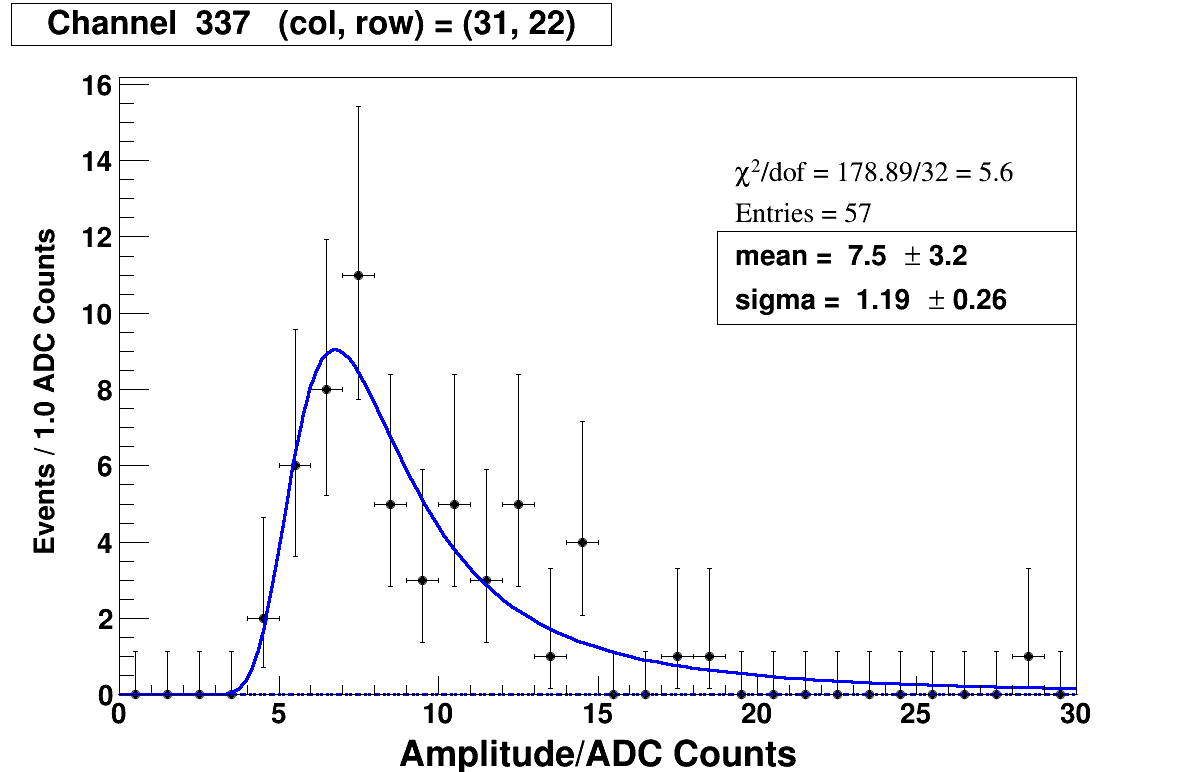 Channel 337 (col, row) = (31, 22)
16
14
12
10
8
6
4
2
0
Events / 1.0 ADC Counts
χ²/dof = 178.89/32 = 5.6
Entries = 57
mean = 7.5 ± 3.2
sigma = 1.19 ± 0.26
0 5 10 15 20 25 30
Amplitude/ADC Counts